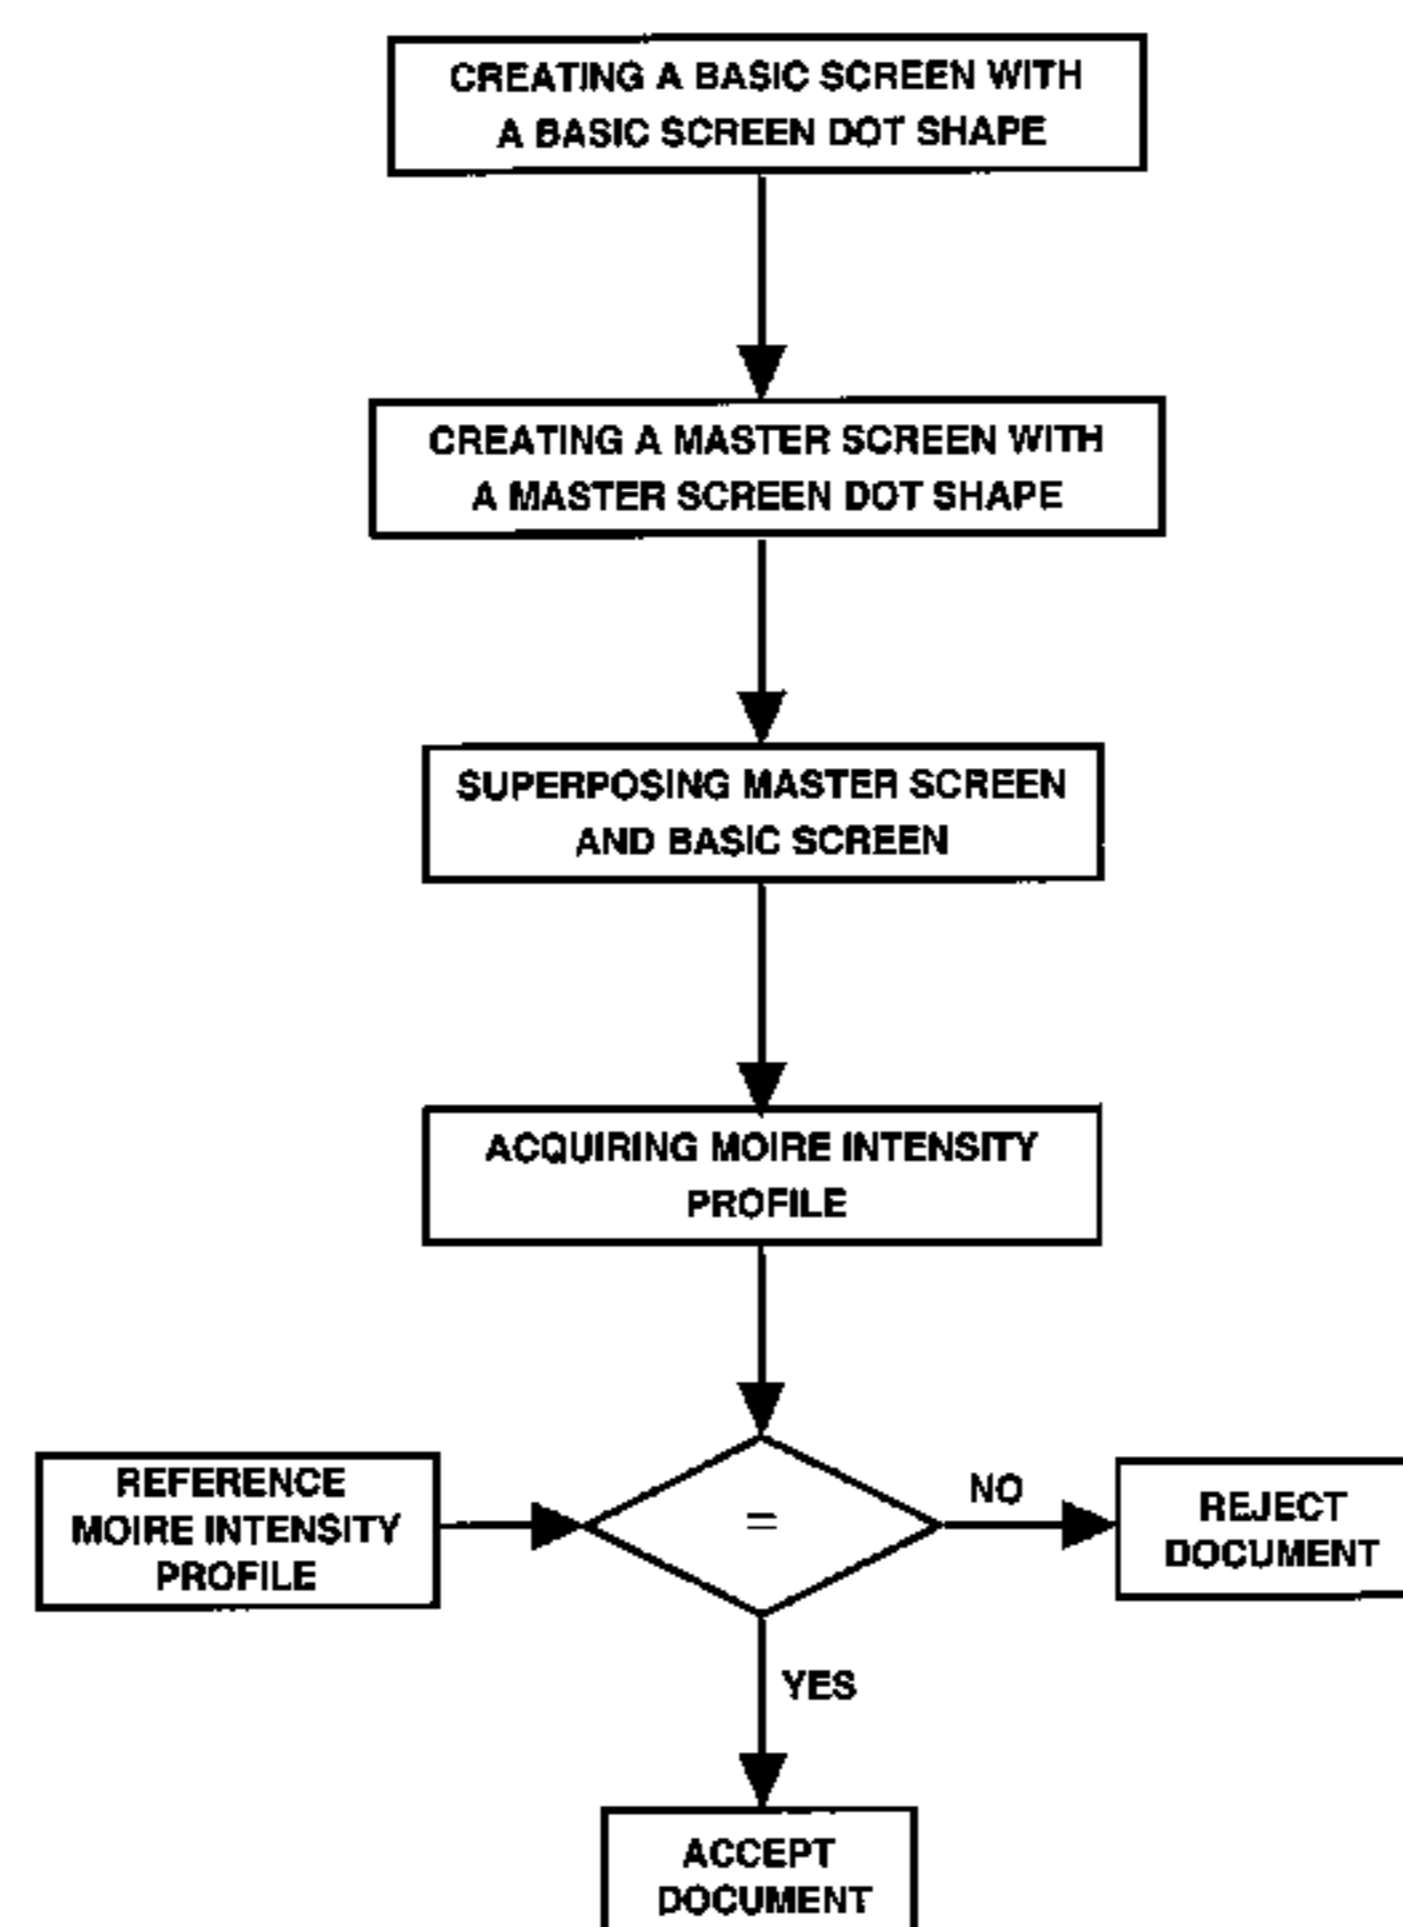 CREATING A BASIC SCREEN WITH
A BASIC SCREEN DOT SHAPE
CREATING A MASTER SCREEN WITH
A MASTER SCREEN DOT SHAPE
SUPERPOSING MASTER SCREEN
AND BASIC SCREEN
ACQUIRING MOIRE INTENSITY
PROFILE
REFERENCE
MOIRE INTENSITY
PROFILE
=
NO
REJECT
DOCUMENT
YES
ACCEPT
DOCUMENT